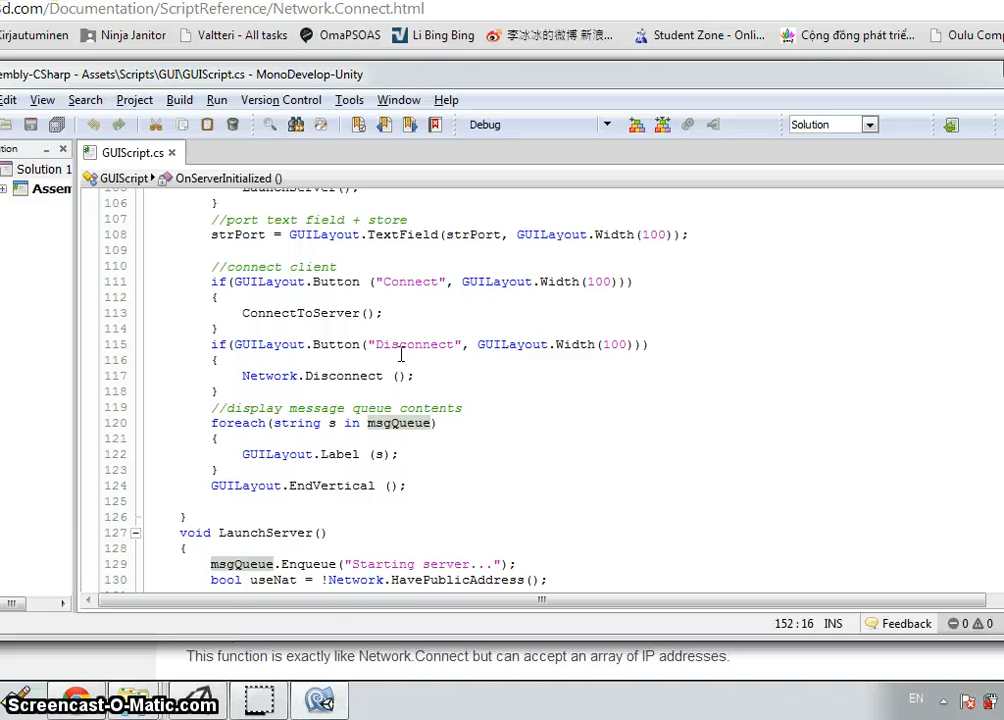 d.com/Documentation/ScriptReference/Network.Connect.html
Kirjautuminen Ninja Janitor Valtteri - All tasks OmaPSOAS Li Bing Bing 李冰冰的微博 新浪... Student Zone - Onli... Cộng đồng phát triể... Oulu Comp
embly-CSharp - Assets\Scripts\GUI\GUIScript.cs - MonoDevelop-Unity
Edit View Search Project Build Run Version Control Tools Window Help
Debug Solution
tion GUIScript.cs
Solution 1 GUIScript OnServerInitialized ()
Assem
105 LaunchServer();
106 }
107 //port text field + store
108 strPort = GUILayout.TextField(strPort, GUILayout.Width(100));
109
110 //connect client
111 if(GUILayout.Button ("Connect", GUILayout.Width(100)))
112 {
113 ConnectToServer();
114 }
115 if(GUILayout.Button("Disconnect", GUILayout.Width(100)))
116 {
117 Network.Disconnect ();
118 }
119 //display message queue contents
120 foreach(string s in msgQueue)
121 {
122 GUILayout.Label (s);
123 }
124 GUILayout.EndVertical ();
125
126 }
127 void LaunchServer()
128 {
129 msgQueue.Enqueue("Starting server...");
130 bool useNat = !Network.HavePublicAddress();
152 : 16 INS Feedback 0 0
This function is exactly like Network.Connect but can accept an array of IP addresses.
Screencast-O-Matic.com EN